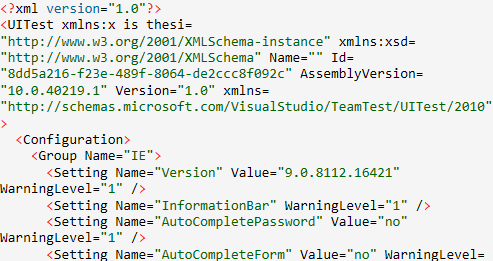 <?xml version="1.0"?>
<UITest xmlns:x is thesi=
"http://www.w3.org/2001/XMLSchema-instance" xmlns:xsd=
"http://www.w3.org/2001/XMLSchema" Name="" Id=
"8dd5a216-f23e-489f-8064-de2ccc8f092c" AssemblyVersion=
"10.0.40219.1" Version="1.0" xmlns=
"http://schemas.microsoft.com/VisualStudio/TeamTest/UITest/2010"
>
<Configuration>
<Group Name="IE">
<Setting Name="Version" Value="9.0.8112.16421"
WarningLevel="1" />
<Setting Name="InformationBar" WarningLevel="1" />
<Setting Name="AutoCompletePassword" Value="no"
WarningLevel="1" />
<Setting Name="AutoCompleteForm" Value="no" WarningLevel=